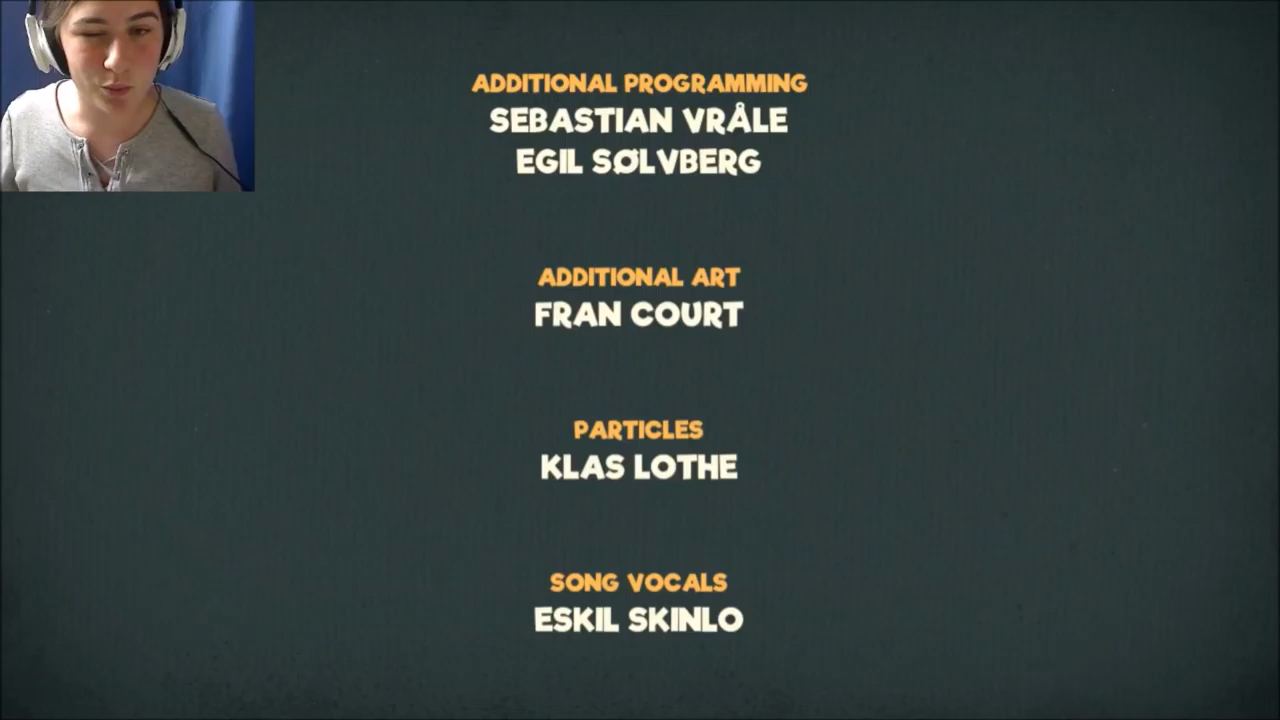 ADDITIONAL PROGRAMMING
SEBASTIAN VRÅLE
EGIL SØLVBERG
ADDITIONAL ART
FRAN COURT
PARTICLES
KLAS LOTHE
SONG VOCALS
ESKIL SKINLO